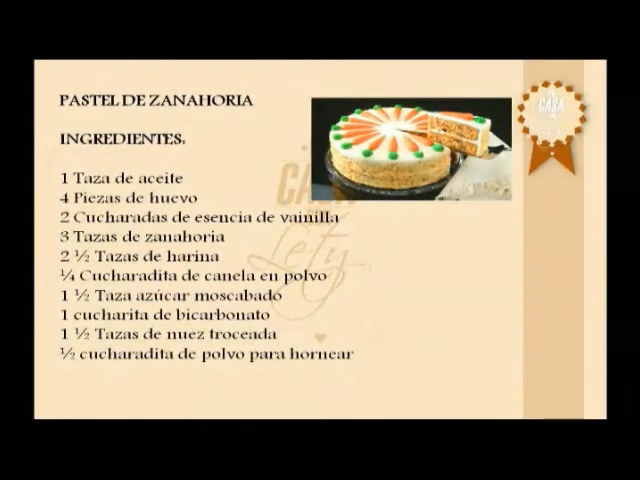 PASTEL DE ZANAHORIA
INGREDIENTES:
1 Taza de aceite
4 Piezas de huevo
2 Cucharadas de esencia de vainilla
3 Tazas de zanahoria
2 ½ Tazas de harina
¼ Cucharadita de canela en polvo
1 ½ Taza azúcar moscabado
1 cucharita de bicarbonato
1 ½ Tazas de nuez troceada
½ cucharadita de polvo para hornear
CASA
CASA
Lety